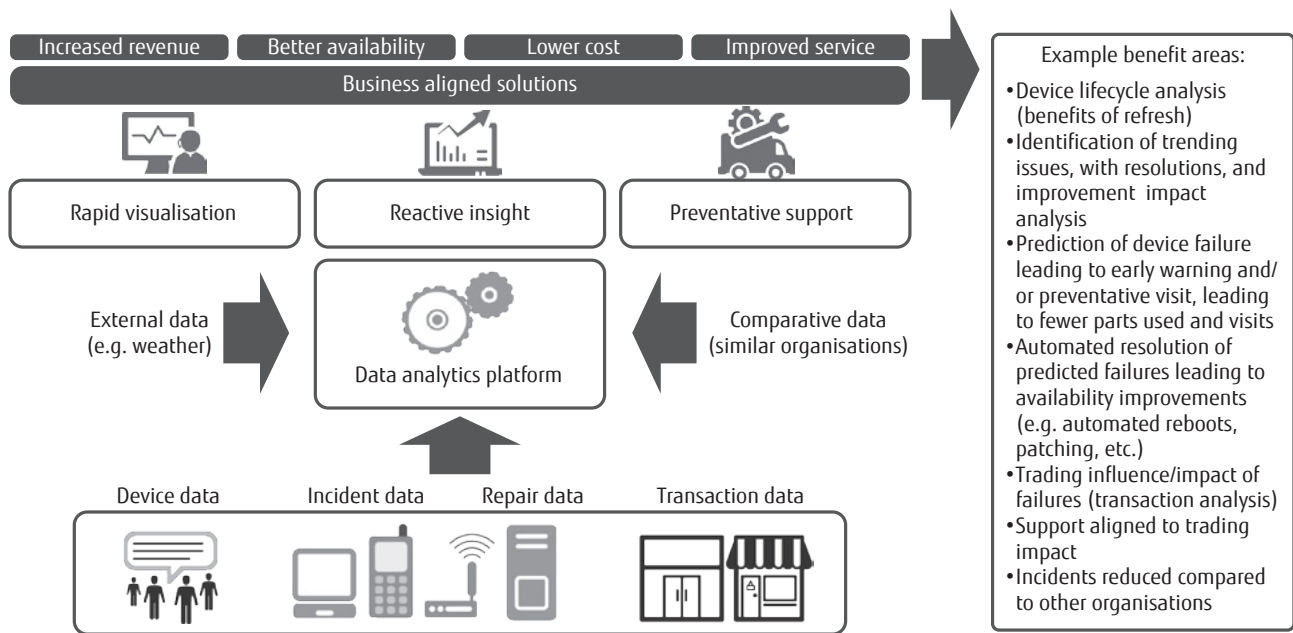 Increased revenue
Better availability
Lower cost
Improved service
Business aligned solutions
Rapid visualisation
Reactive insight
Preventative support
External data
(e.g. weather)
Data analytics platform
Comparative data
(similar organisations)
Device data
Incident data
Repair data
Transaction data
Example benefit areas:
•Device lifecycle analysis
(benefits of refresh)
•Identification of trending
issues, with resolutions, and
improvement impact
analysis
•Prediction of device failure
leading to early warning and/
or preventative visit, leading
to fewer parts used and visits
•Automated resolution of
predicted failures leading to
availability improvements
(e.g. automated reboots,
patching, etc.)
•Trading influence/impact of
failures (transaction analysis)
•Support aligned to trading
impact
•Incidents reduced compared
to other organisations